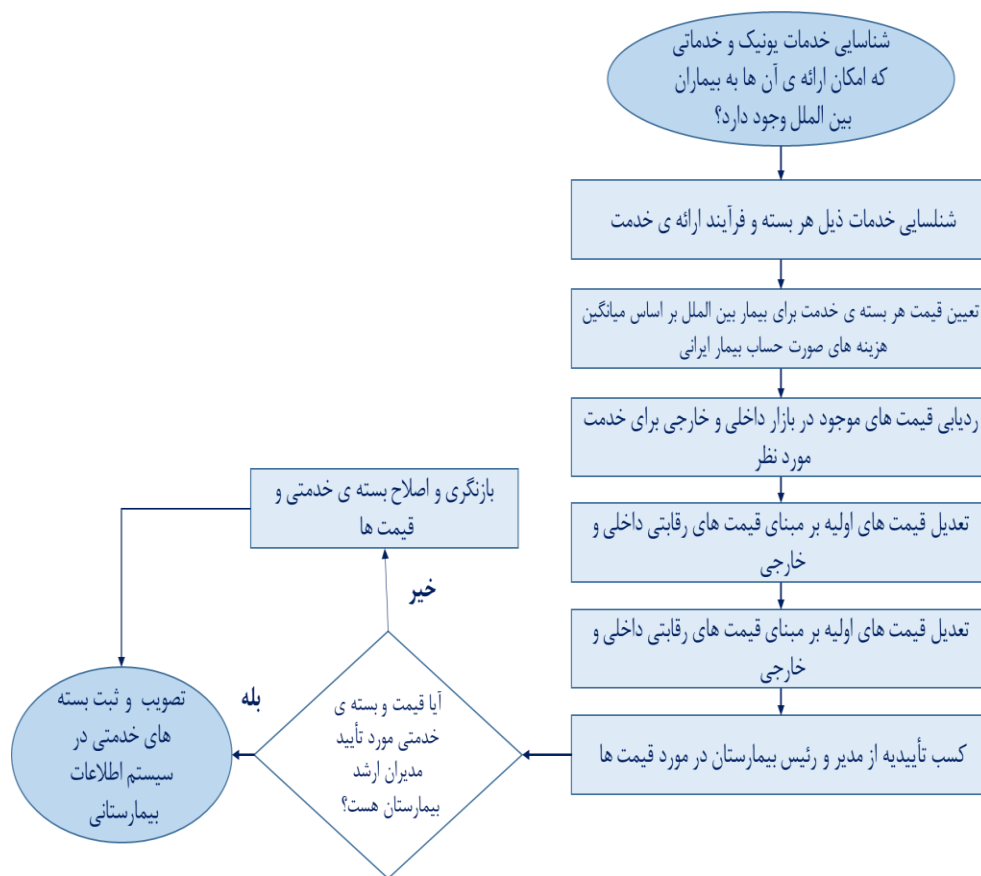 شناسایی خدمات یونیک و خدماتی
که امکان ارائه ی آن ها به بیماران
بین الملل وجود دارد؟
شنلسایی خدمات ذیل هر بسته و فرآیند ارائه ی خدمت
تعیین قیمت هر بسته ی خدمت برای بیمار بین الملل بر اساس میانگین
هزینه های صورت حساب بیمار ایرانی
ردیابی قیمت های موجود در بازار داخلی و خارجی برای خدمت
مورد نظر
تعدیل قیمت های اولیه بر مبنای قیمت های رقابتی داخلی و
خارجی
تعدیل قیمت های اولیه بر مبنای قیمت های رقابتی داخلی و
خارجی
کسب تأییدیه از مدیر و رئیس بیمارستان در مورد قیمت ها
آیا قیمت و بسته ی
خدمتی مورد تأیید
مدیران ارشد
بیمارستان هست؟
خیر
بازنگری و اصلاح بسته ی خدمتی و
قیمت ها
بله
تصویب و ثبت بسته
های خدمتی در
سیستم اطلاعات
بیمارستانی